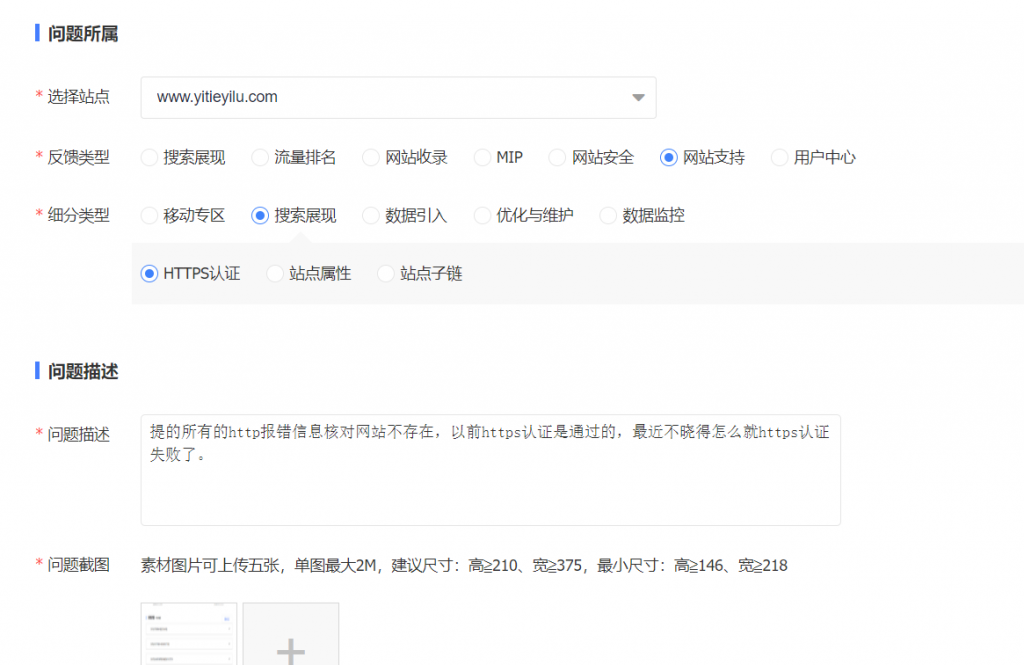 问题所属
* 选择站点 www.yitieyilu.com
* 反馈类型 搜索展现 流量排名 网站收录 MIP 网站安全 网站支持 用户中心
* 细分类型 移动专区 搜索展现 数据引入 优化与维护 数据监控
HTTPS认证 站点属性 站点子链
问题描述
* 问题描述 提的所有的http报错信息核对网站不存在，以前https认证是通过的，最近不晓得怎么就https认证
失败了。
* 问题截图 素材图片可上传五张，单图最大2M，建议尺寸：高≥210、宽≥375，最小尺寸：高≥146、宽≥218